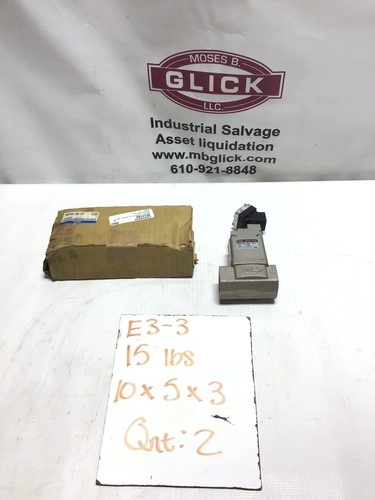 MOSES B.
GLICK
LLC.
Industrial Salvage
Asset liquidation
www.mbglick.com
610-921-8848
E3-3
15 lbs
10 x 5 x 3
Qnt: 2